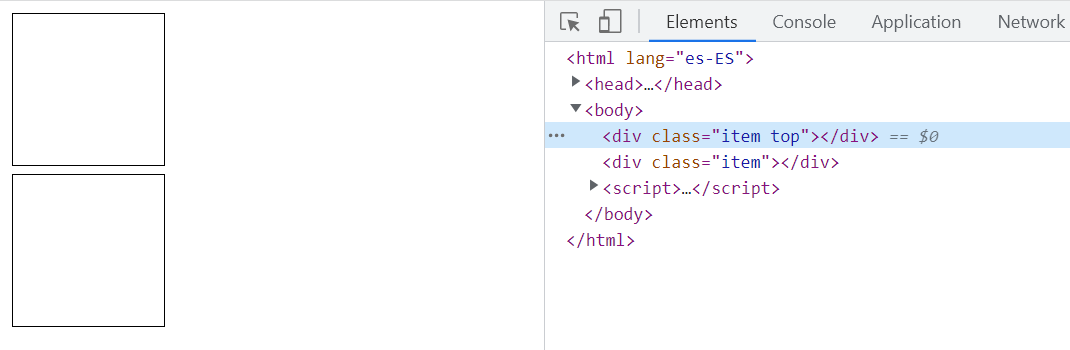 Elements Console Application Network
<html lang="es-ES">
<head>…</head>
<body>
<div class="item top"></div> == $0
<div class="item"></div>
<script>…</script>
</body>
</html>